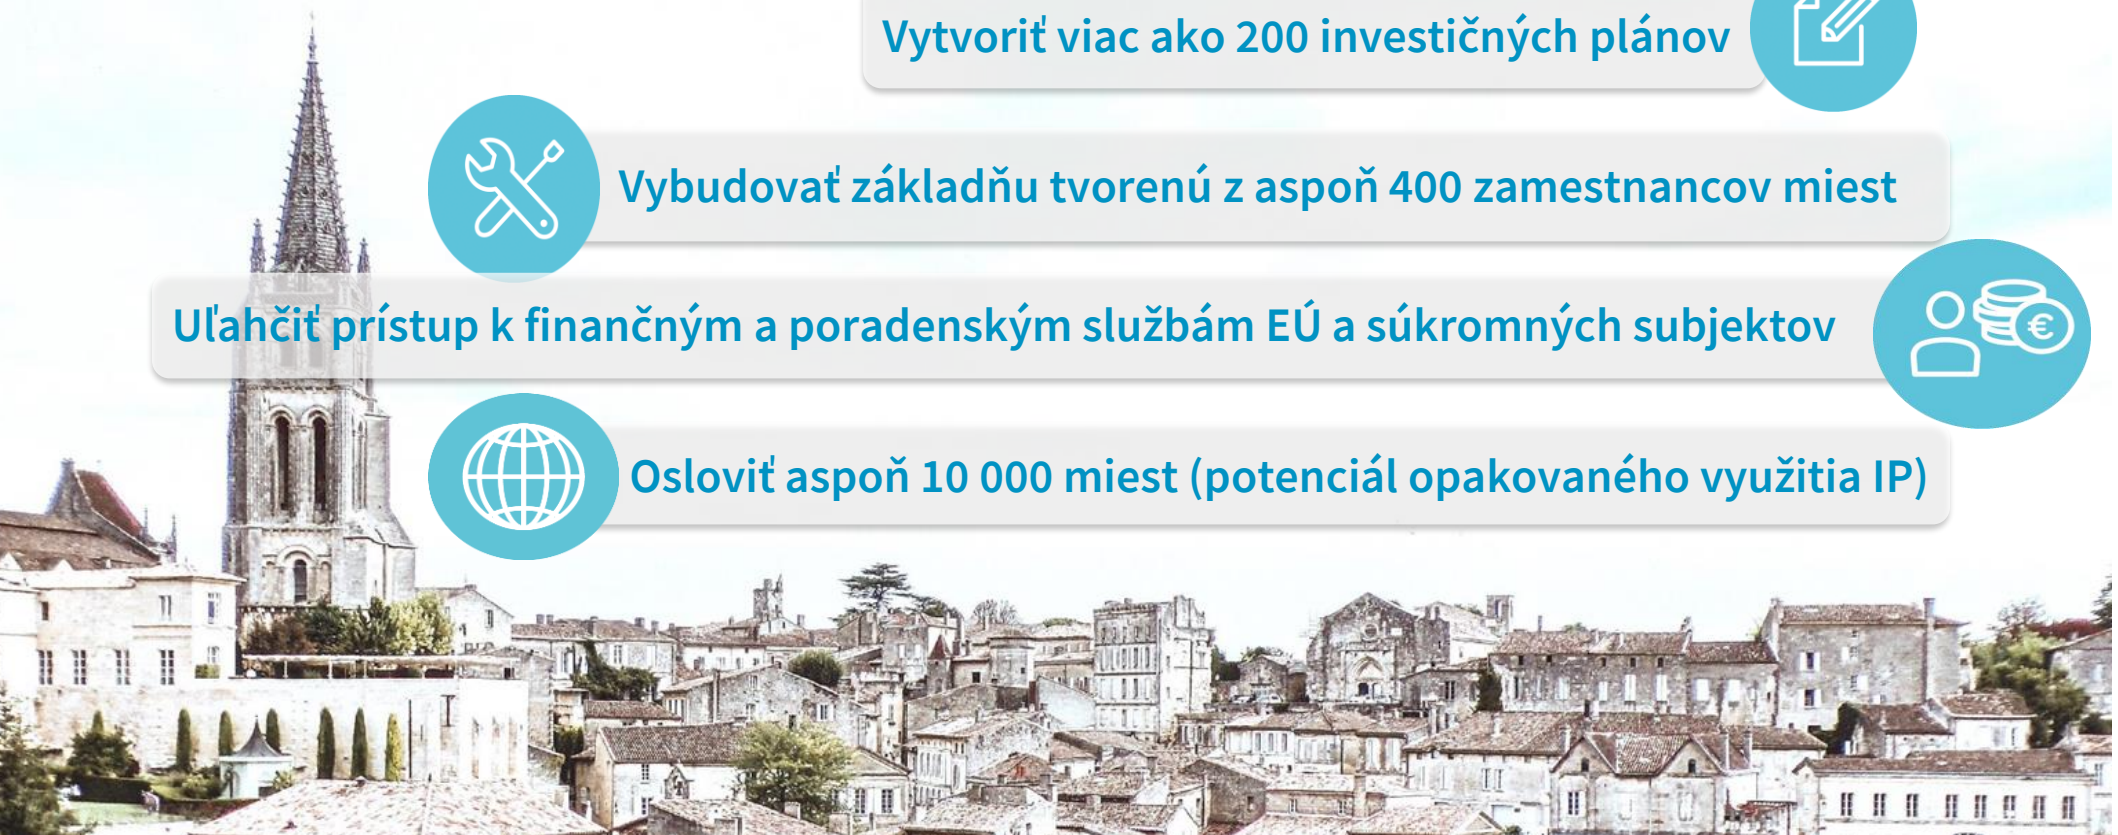 Vytvoriť viac ako 200 investičných plánov
Vybudovať základňu tvorenú z aspoň 400 zamestnancov miest
Uľahčiť prístup k finančným a poradenským službám EÚ a súkromných subjektov
€
Osloviť aspoň 10 000 miest (potenciál opakovaného využitia IP)